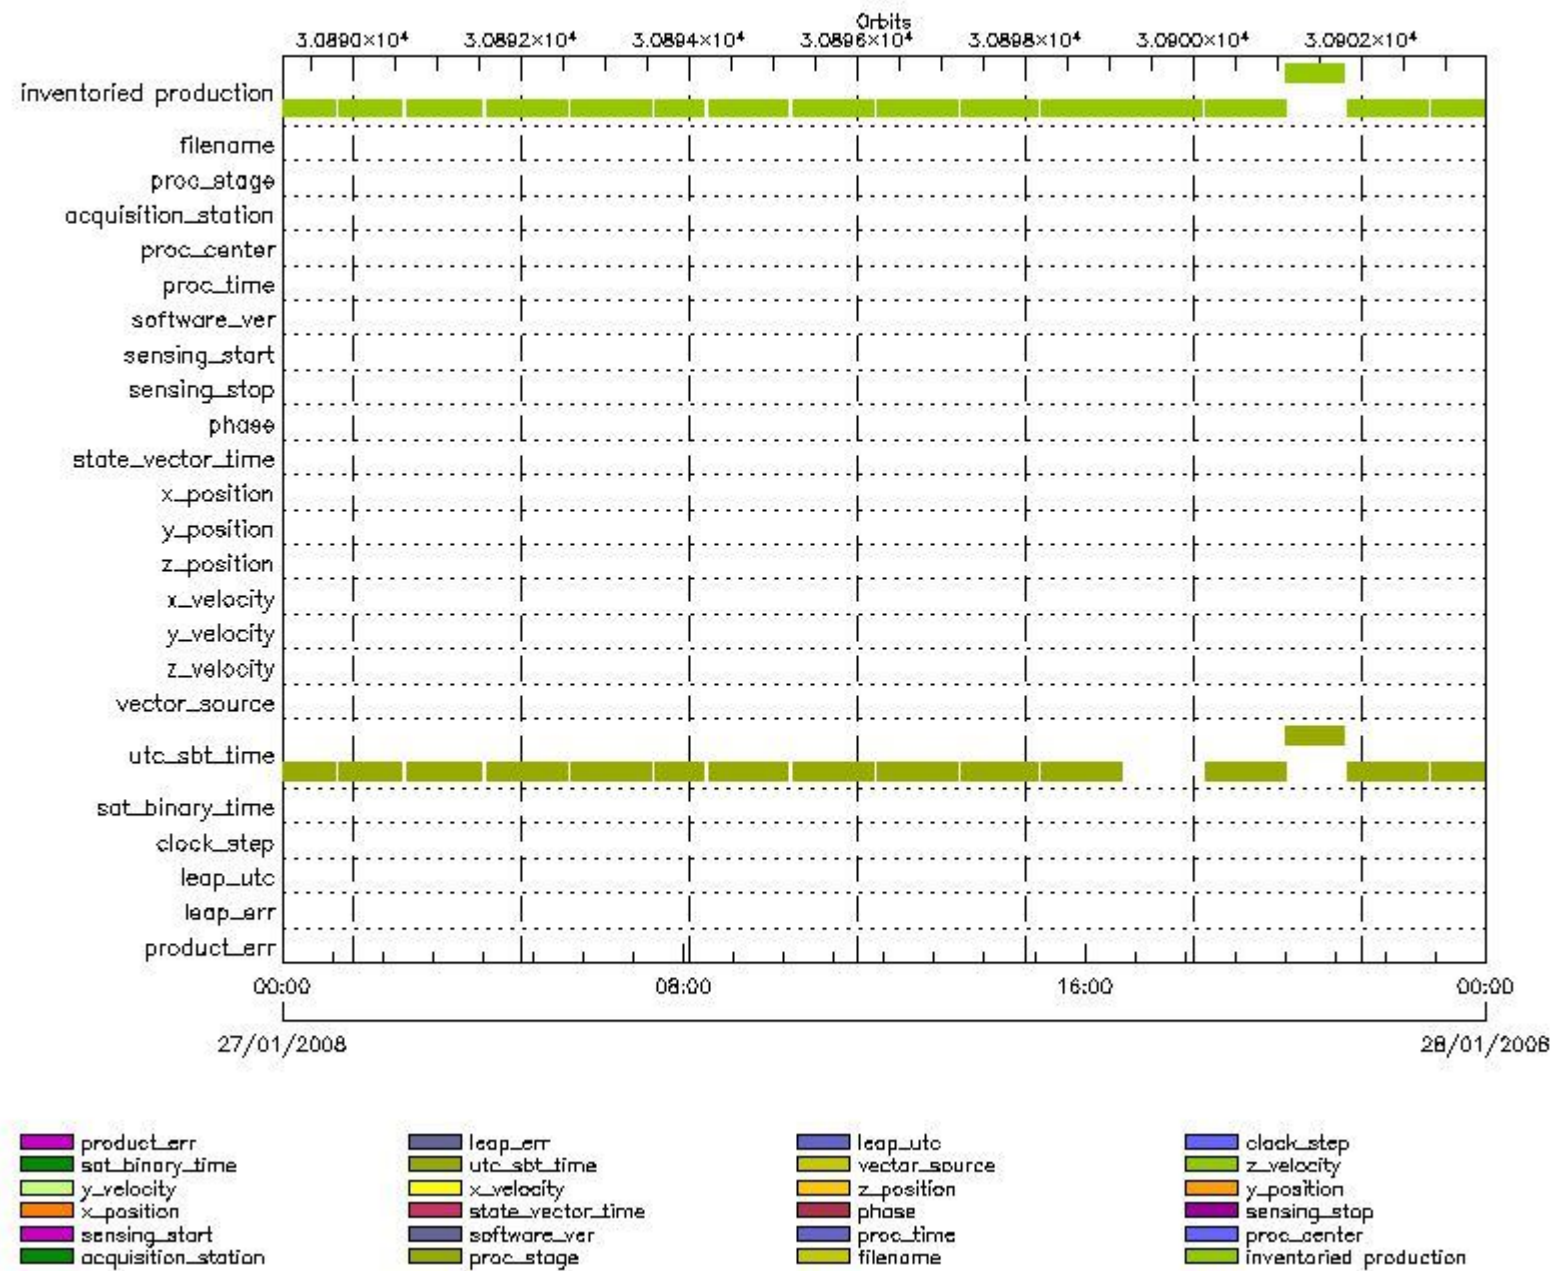 Orbits
3.0890×10⁴ 3.0892×10⁴ 3.0894×10⁴ 3.0896×10⁴ 3.0898×10⁴ 3.0900×10⁴ 3.0902×10⁴
inventoried production
filename
proc_stage
acquisition_station
proc_center
proc_time
software_ver
sensing_start
sensing_stop
phase
state_vector_time
x_position
y_position
z_position
x_velocity
y_velocity
z_velocity
vector_source
utc_sbt_time
sat_binary_time
clock_step
leap_utc
leap_err
product_err
00:00 08:00 16:00 00:00
27/01/2008 28/01/2008
product_err leap_err leap_utc clock_step
sat_binary_time utc_sbt_time vector_source z_velocity
y_velocity x_velocity z_position y_position
x_position state_vector_time phase sensing_stop
sensing_start software_ver proc_time proc_center
acquisition_station proc_stage filename inventoried production